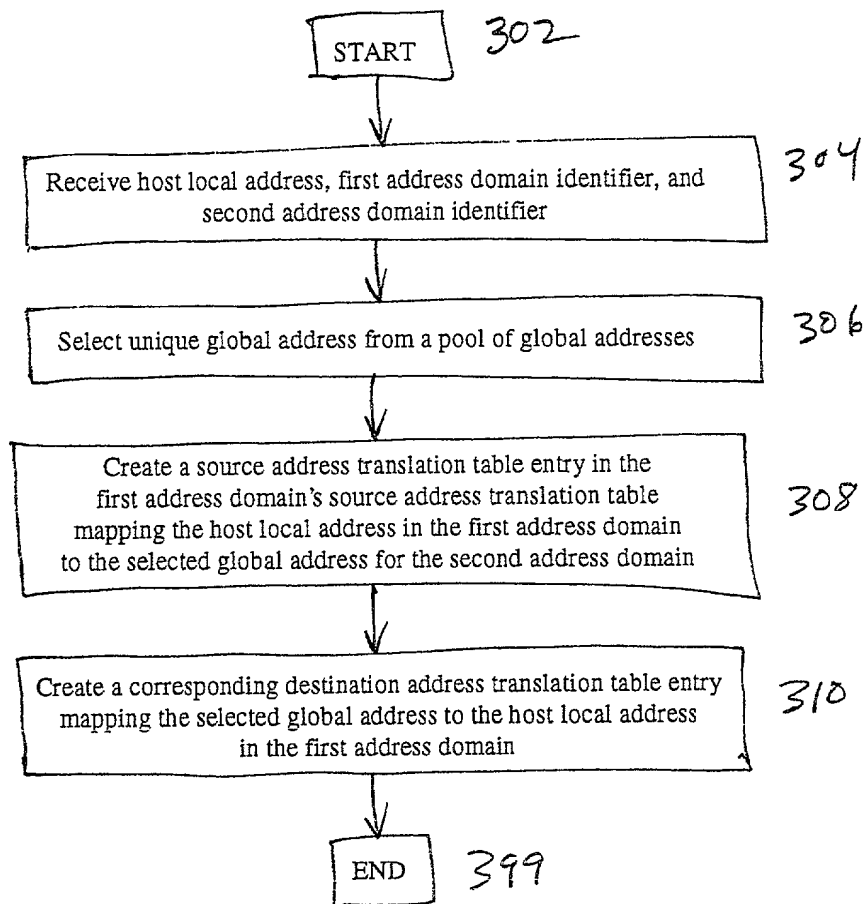 START 302
304
Receive host local address, first address domain identifier, and
second address domain identifier
306
Select unique global address from a pool of global addresses
Create a source address translation table entry in the
first address domain's source address translation table
mapping the host local address in the first address domain
to the selected global address for the second address domain
308
Create a corresponding destination address translation table entry
mapping the selected global address to the host local address
in the first address domain
310
END 399